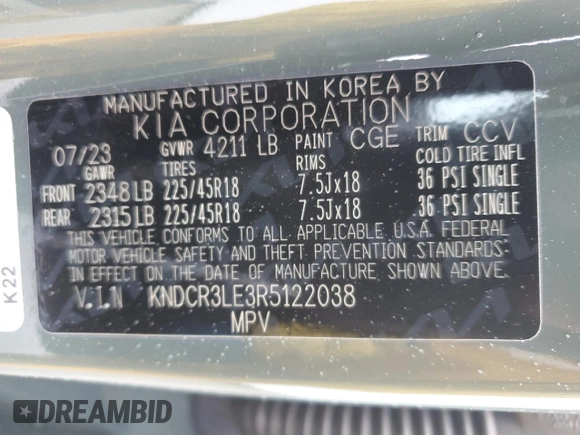 MANUFACTURED IN KOREA BY
KIA CORPORATION
07/23 GVWR 4211 LB PAINT CGE TRIM CCV
GAWR TIRES RIMS COLD TIRE INFL
FRONT 2348 LB 225/45R18 7.5Jx18 36 PSI SINGLE
REAR 2315 LB 225/45R18 7.5Jx18 36 PSI SINGLE
THIS VEHICLE CONFORMS TO ALL APPLICABLE U.S.A. FEDERAL
MOTOR VEHICLE SAFETY AND THEFT PREVENTION STANDARDS
IN EFFECT ON THE DATE OF MANUFACTURE SHOWN ABOVE.
V.I.N KNDCR3LE3R5122038
MPV
K22
DREAMBID